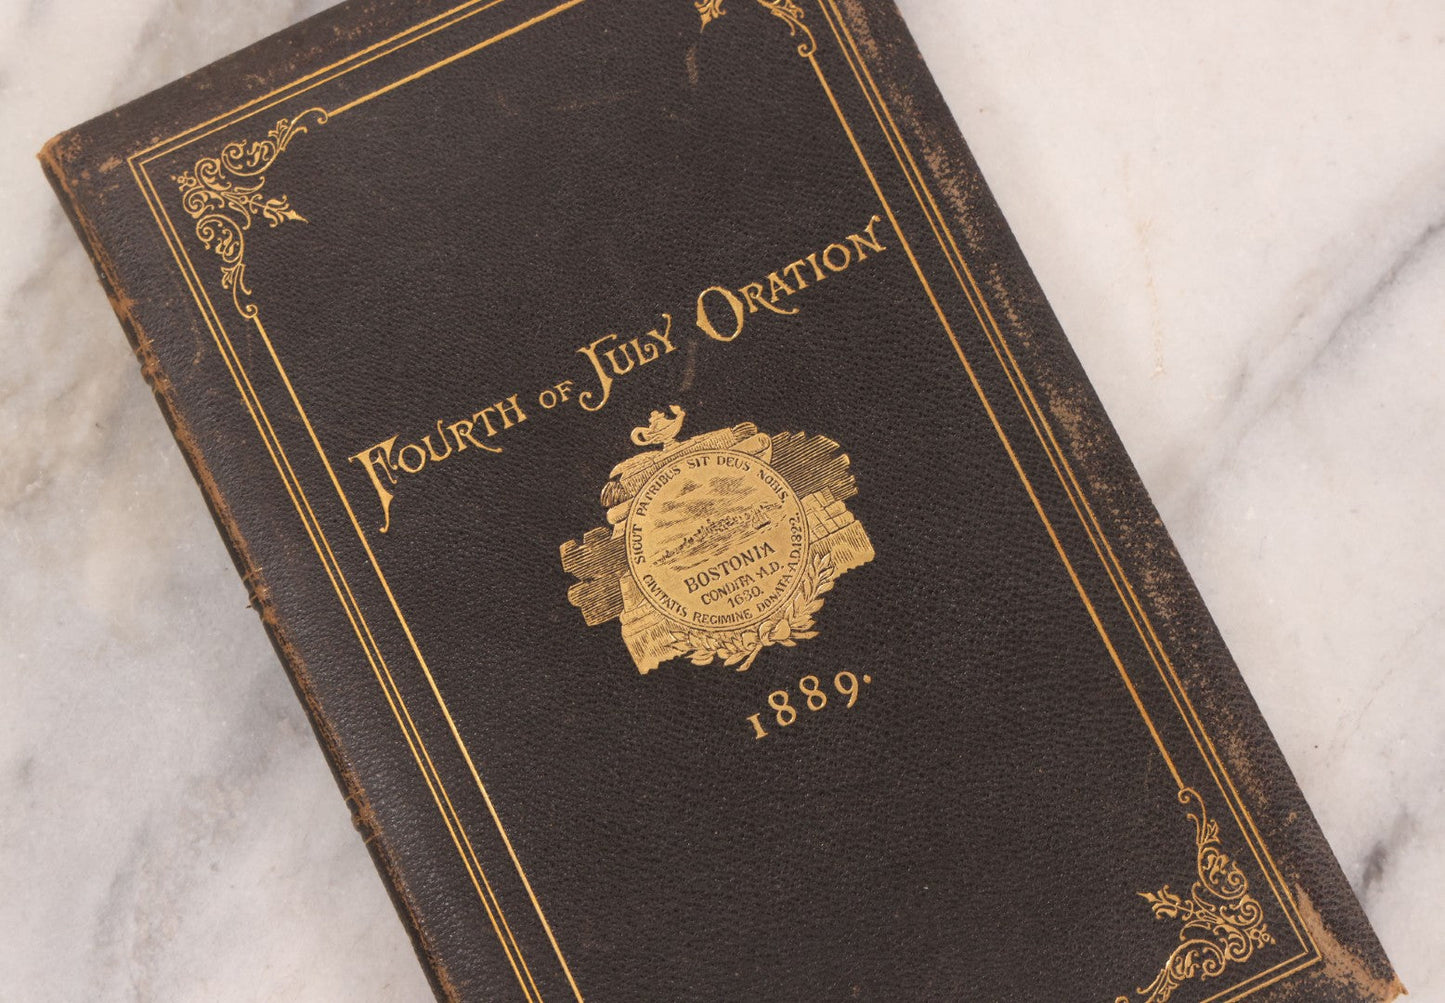 FOURTH OF JULY ORATION
SICUT PATRIBUS SIT DEUS NOBIS.
BOSTONIA
CONDITA A.D.
1630.
CIVITATIS REGIMINE DONATA A.D. 1822.
1889.